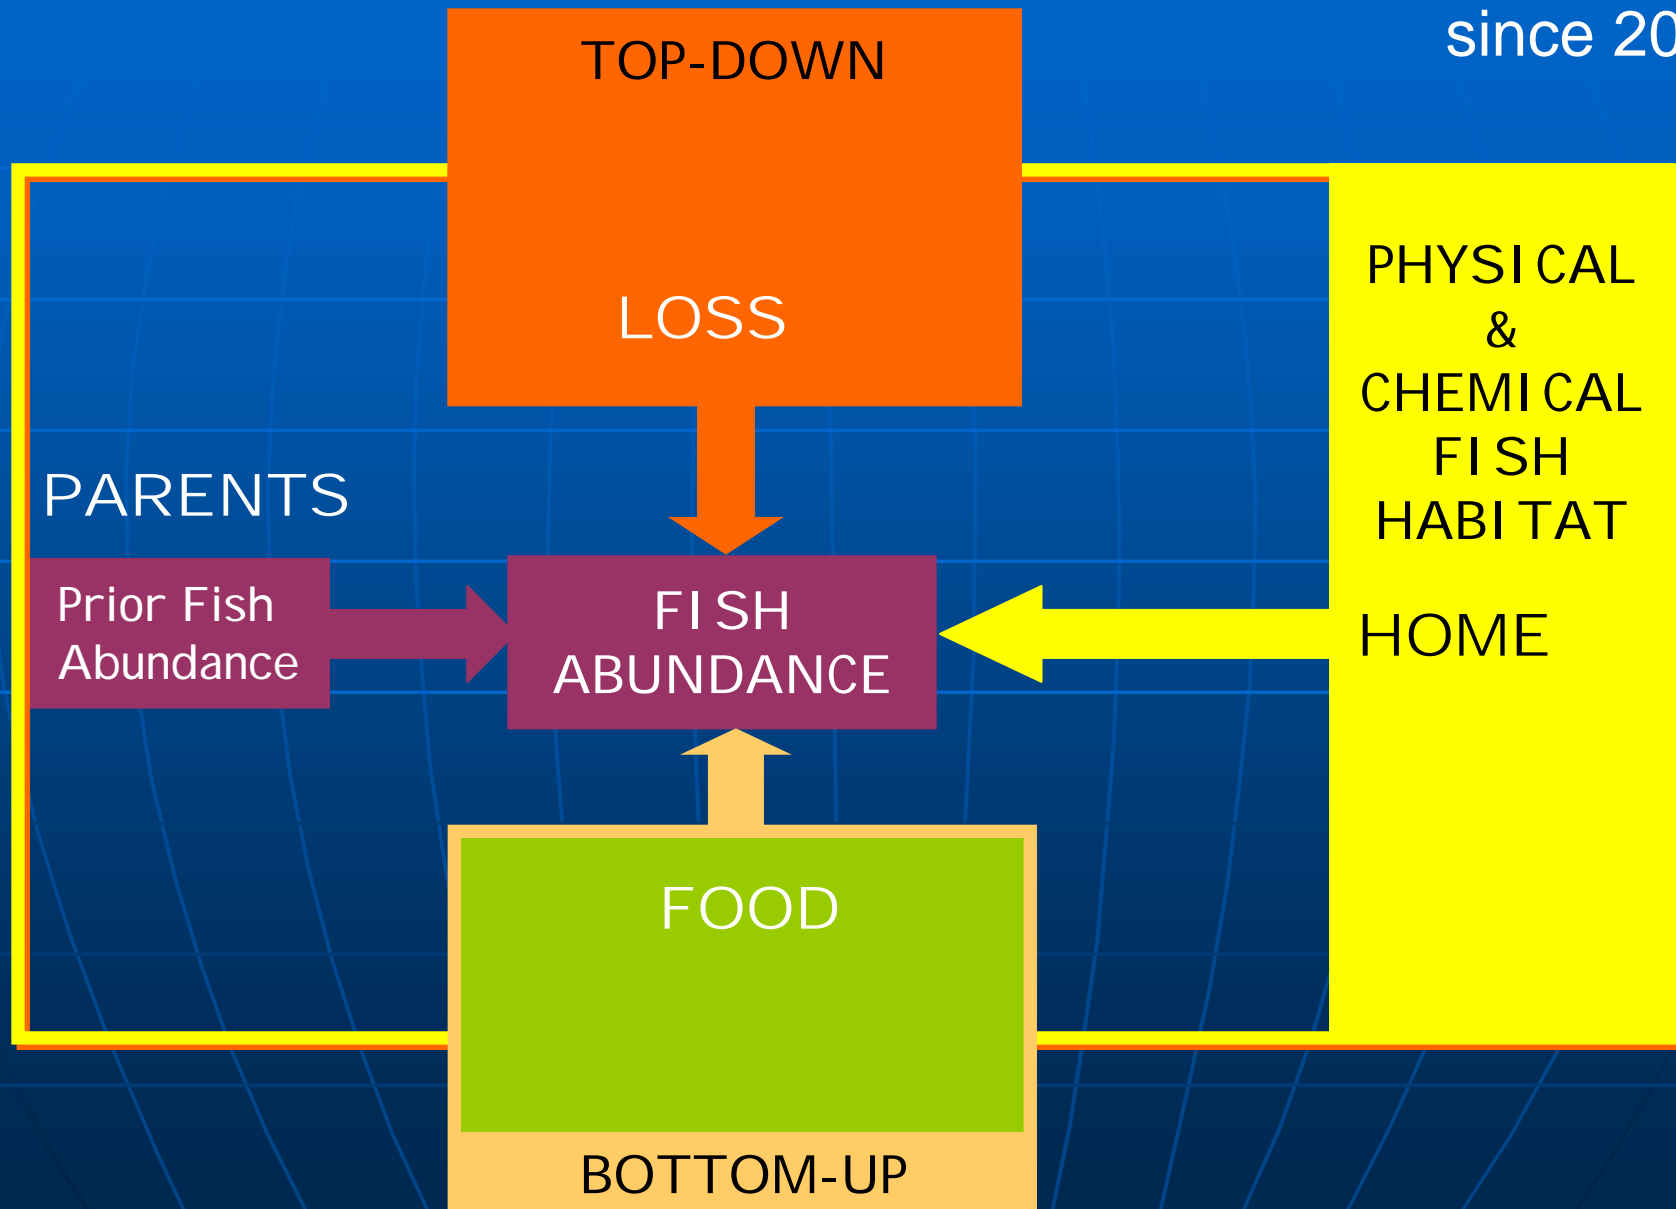 since 20
TOP-DOWN
LOSS
PHYSICAL
&
CHEMICAL
FISH
HABITAT
HOME
PARENTS
Prior Fish
Abundance
FISH
ABUNDANCE
FOOD
BOTTOM-UP